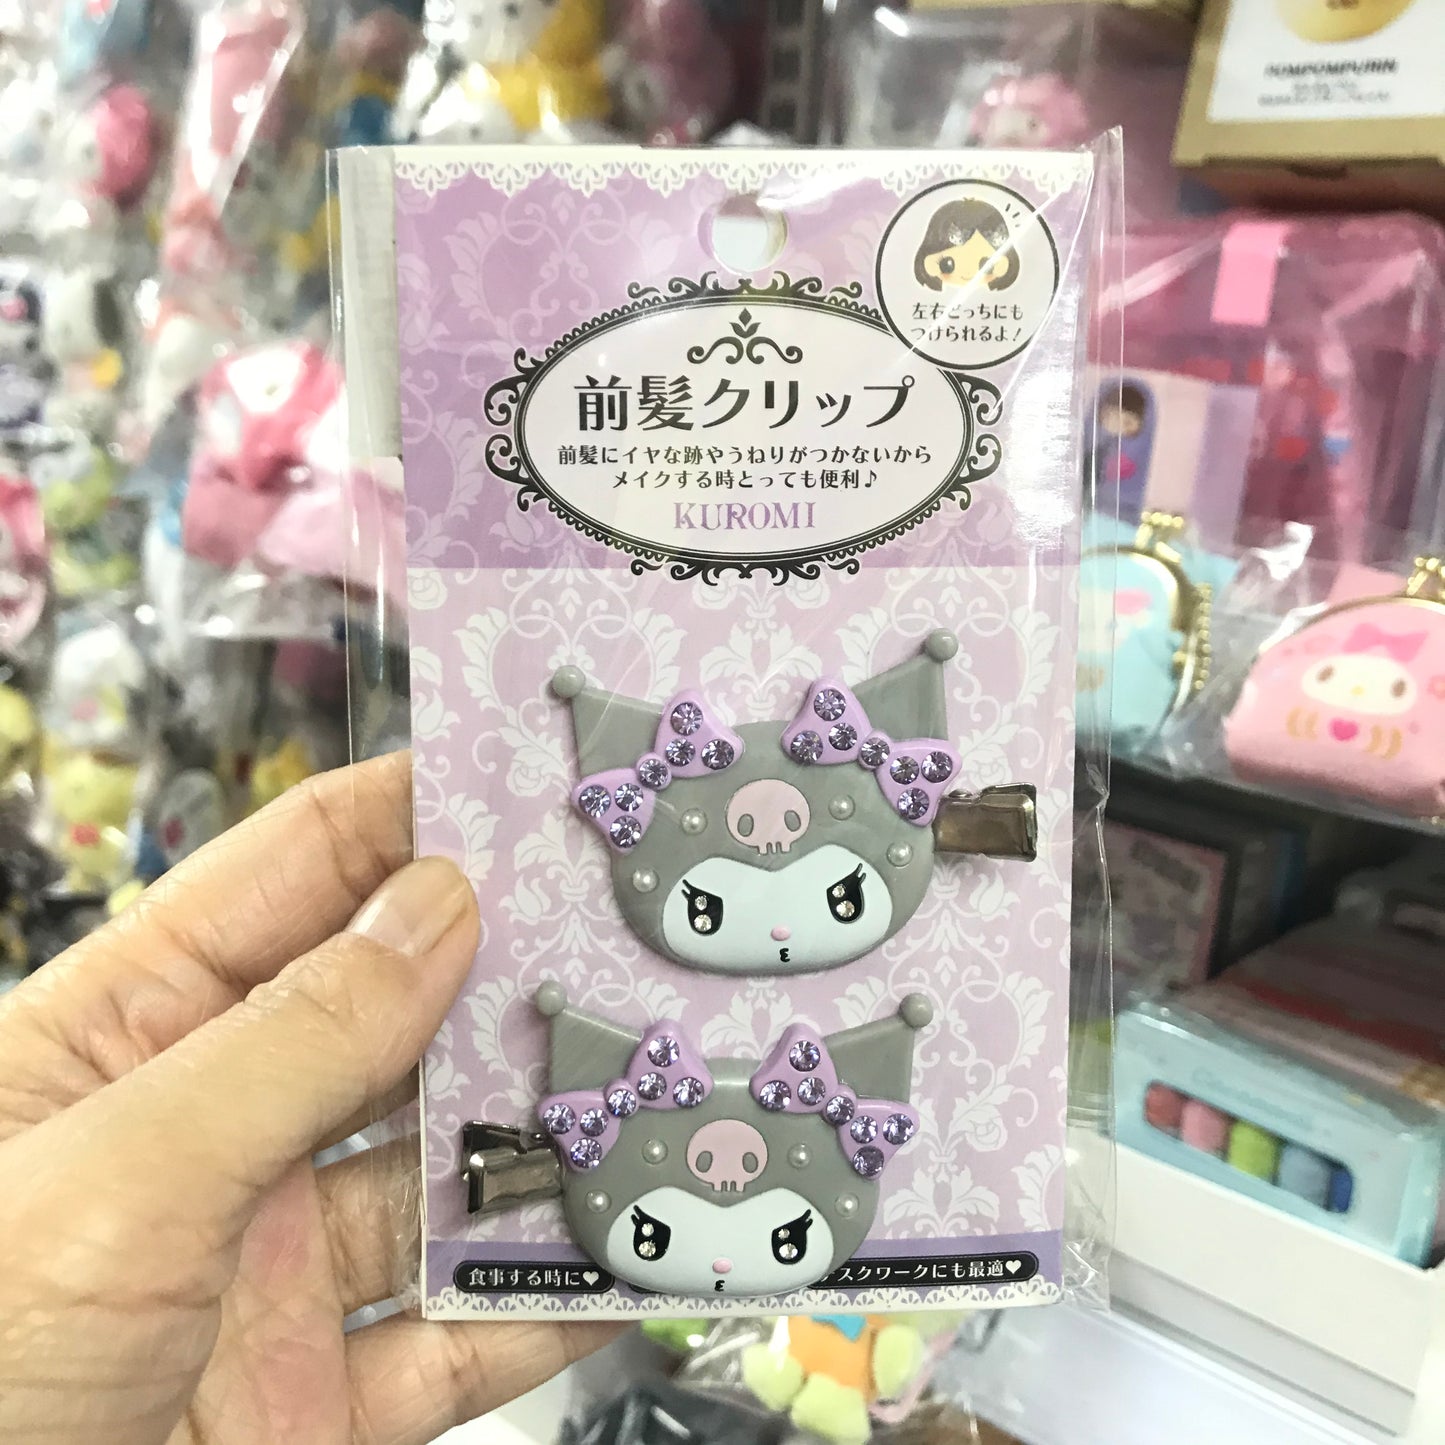 POMPOMPURIN
左右どっちにも
つけられるよ!
前髪クリップ
前髪にイヤな跡やうねりがつかないから
メイクする時とっても便利♪
KUROMI
食事する時に♥
デスクワークにも最適♥